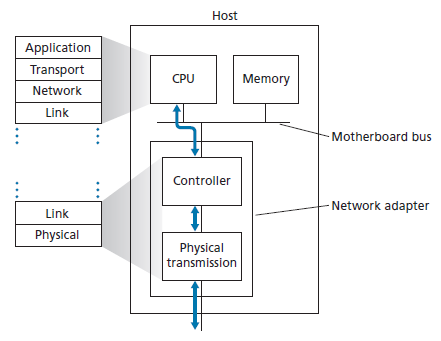 Host
Application
Transport
Network
Link
CPU
Memory
Motherboard bus
Controller
Network adapter
Link
Physical
Physical
transmission